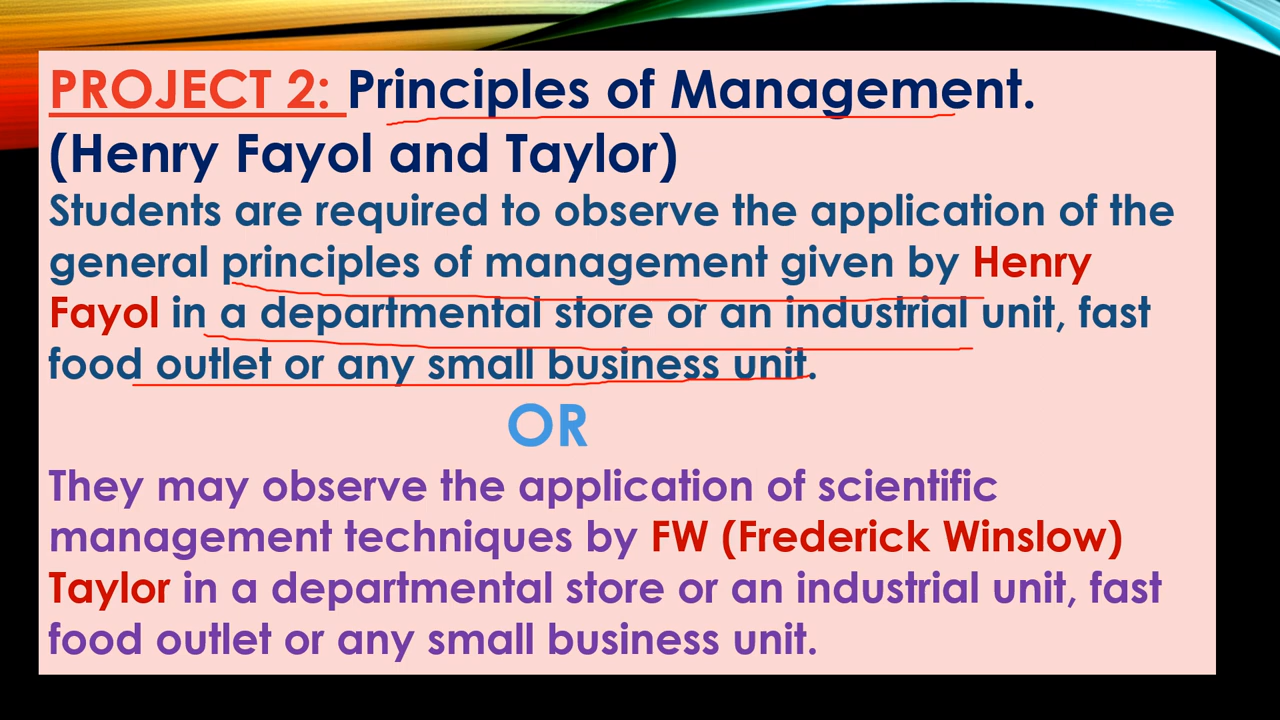 PROJECT 2: Principles of Management.
(Henry Fayol and Taylor)
Students are required to observe the application of the
general principles of management given by Henry
Fayol in a departmental store or an industrial unit, fast
food outlet or any small business unit.
OR
They may observe the application of scientific
management techniques by FW (Frederick Winslow)
Taylor in a departmental store or an industrial unit, fast
food outlet or any small business unit.